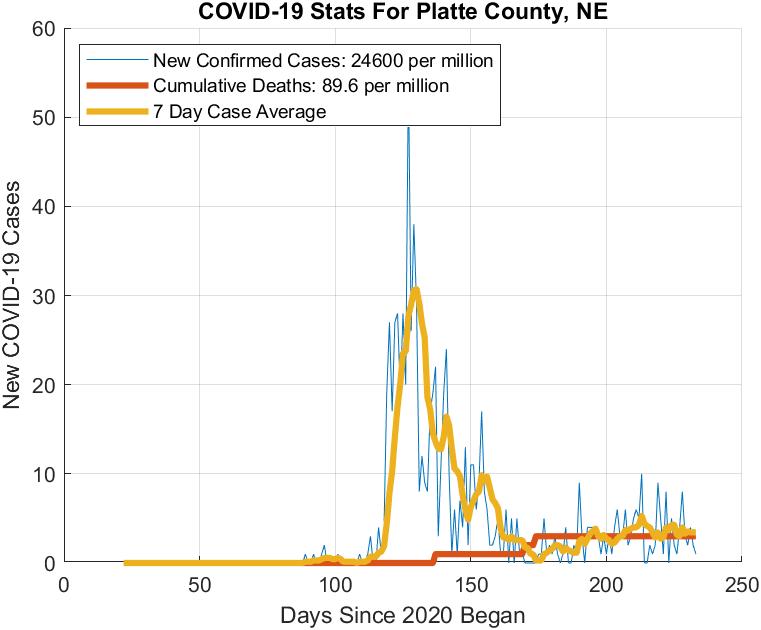 COVID-19 Stats For Platte County, NE
New Confirmed Cases: 24600 per million
Cumulative Deaths: 89.6 per million
7 Day Case Average
New COVID-19 Cases
60
50
40
30
20
10
0
0 50 100 150 200 250
Days Since 2020 Began